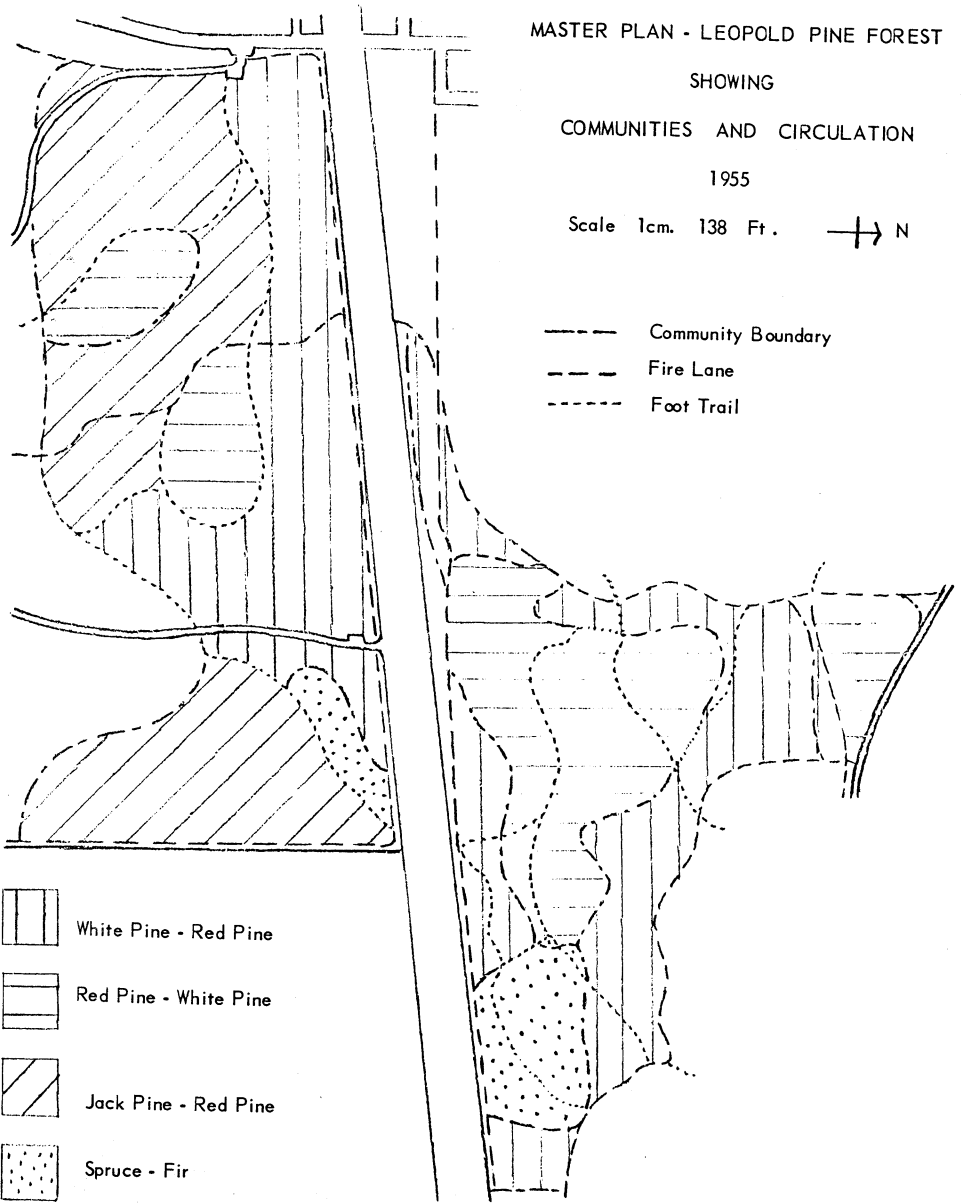 MASTER PLAN - LEOPOLD PINE FOREST
SHOWING
COMMUNITIES AND CIRCULATION
1955
Scale 1cm. 138 Ft. N
Community Boundary
Fire Lane
Foot Trail
White Pine - Red Pine
Red Pine - White Pine
Jack Pine - Red Pine
Spruce - Fir